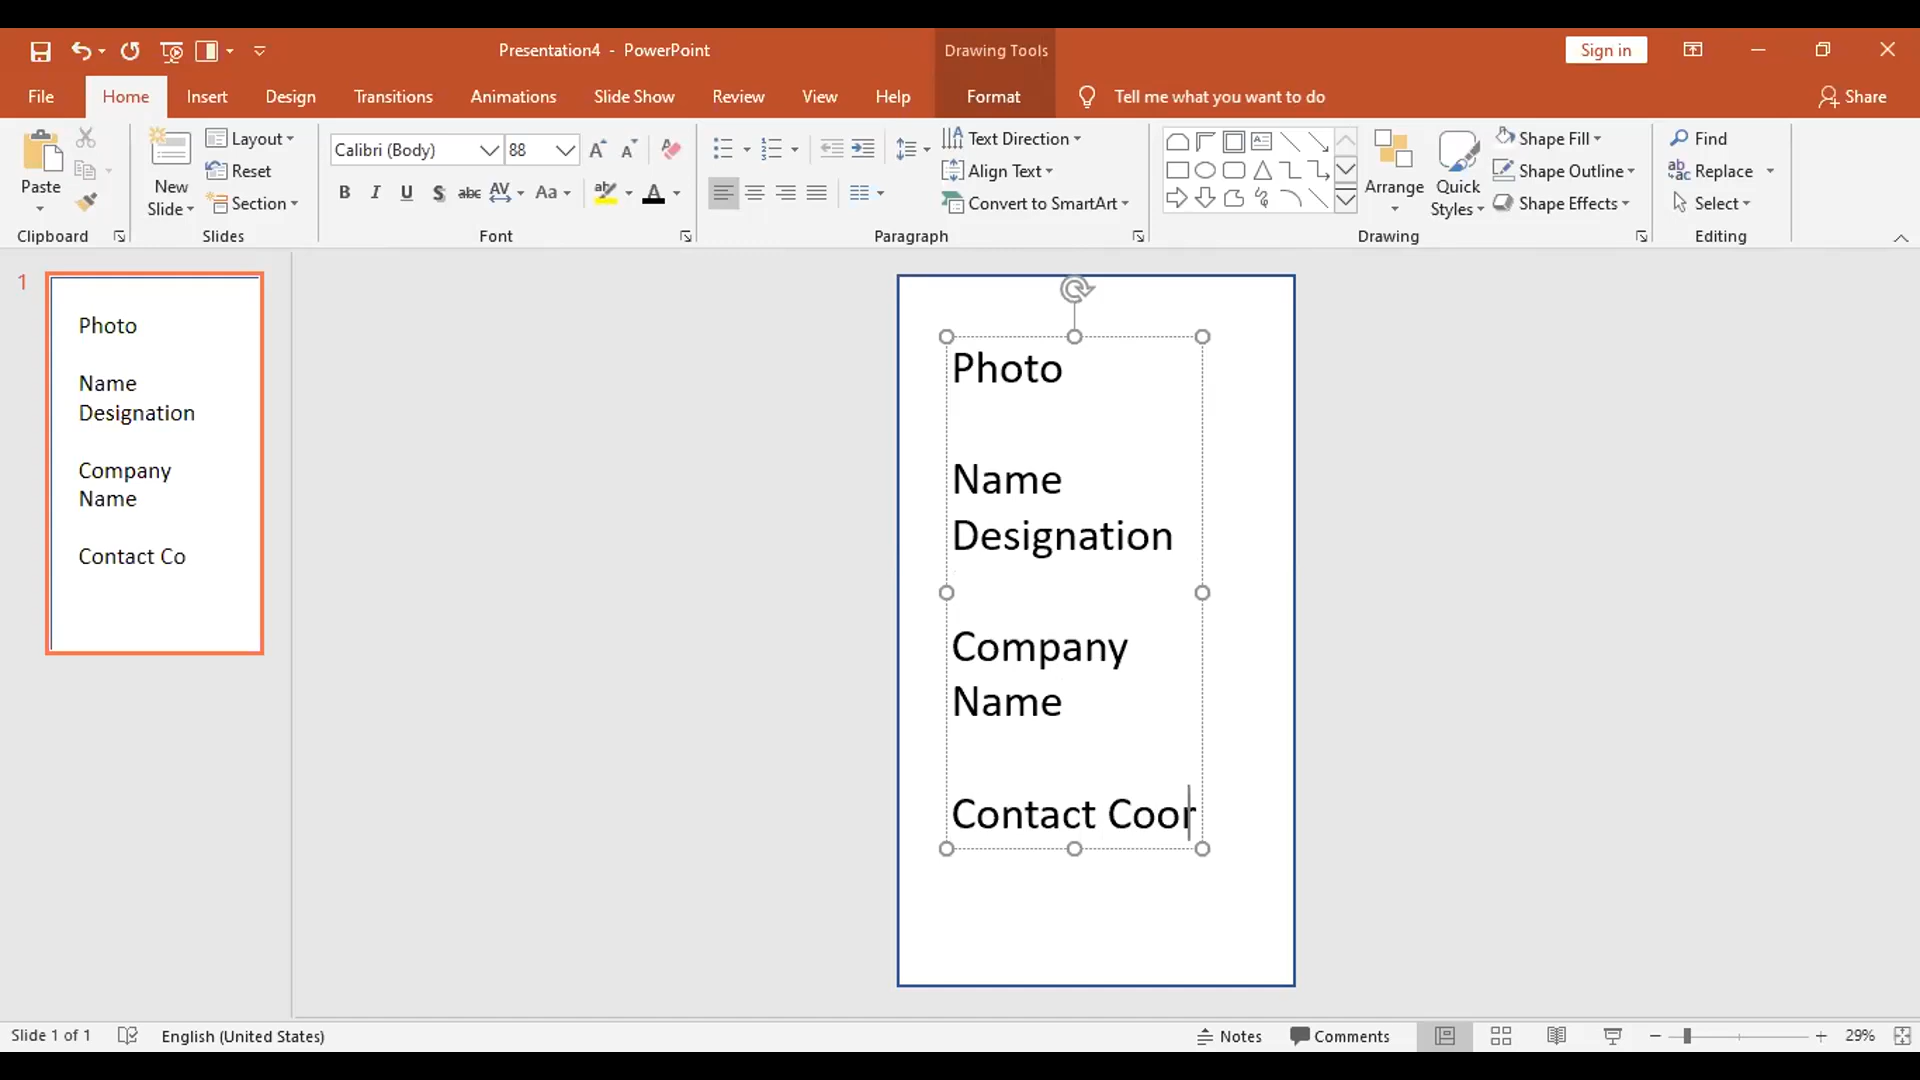 Presentation4 - PowerPoint
Drawing Tools
Sign in
File
Home
Insert
Design
Transitions
Animations
Slide Show
Review
View
Help
Format
Tell me what you want to do
Share
Paste
Clipboard
New
Slide
Layout
Reset
Section
Slides
Calibri (Body)
88
B I U S abc AV Aa
A
Font
Text Direction
Align Text
Convert to SmartArt
Paragraph
Arrange
Quick
Styles
Shape Fill
Shape Outline
Shape Effects
Drawing
Find
Replace
Select
Editing
1
Photo
Name
Designation
Company
Name
Contact Co
Photo
Name
Designation
Company
Name
Contact Coor
Slide 1 of 1
English (United States)
Notes
Comments
29%